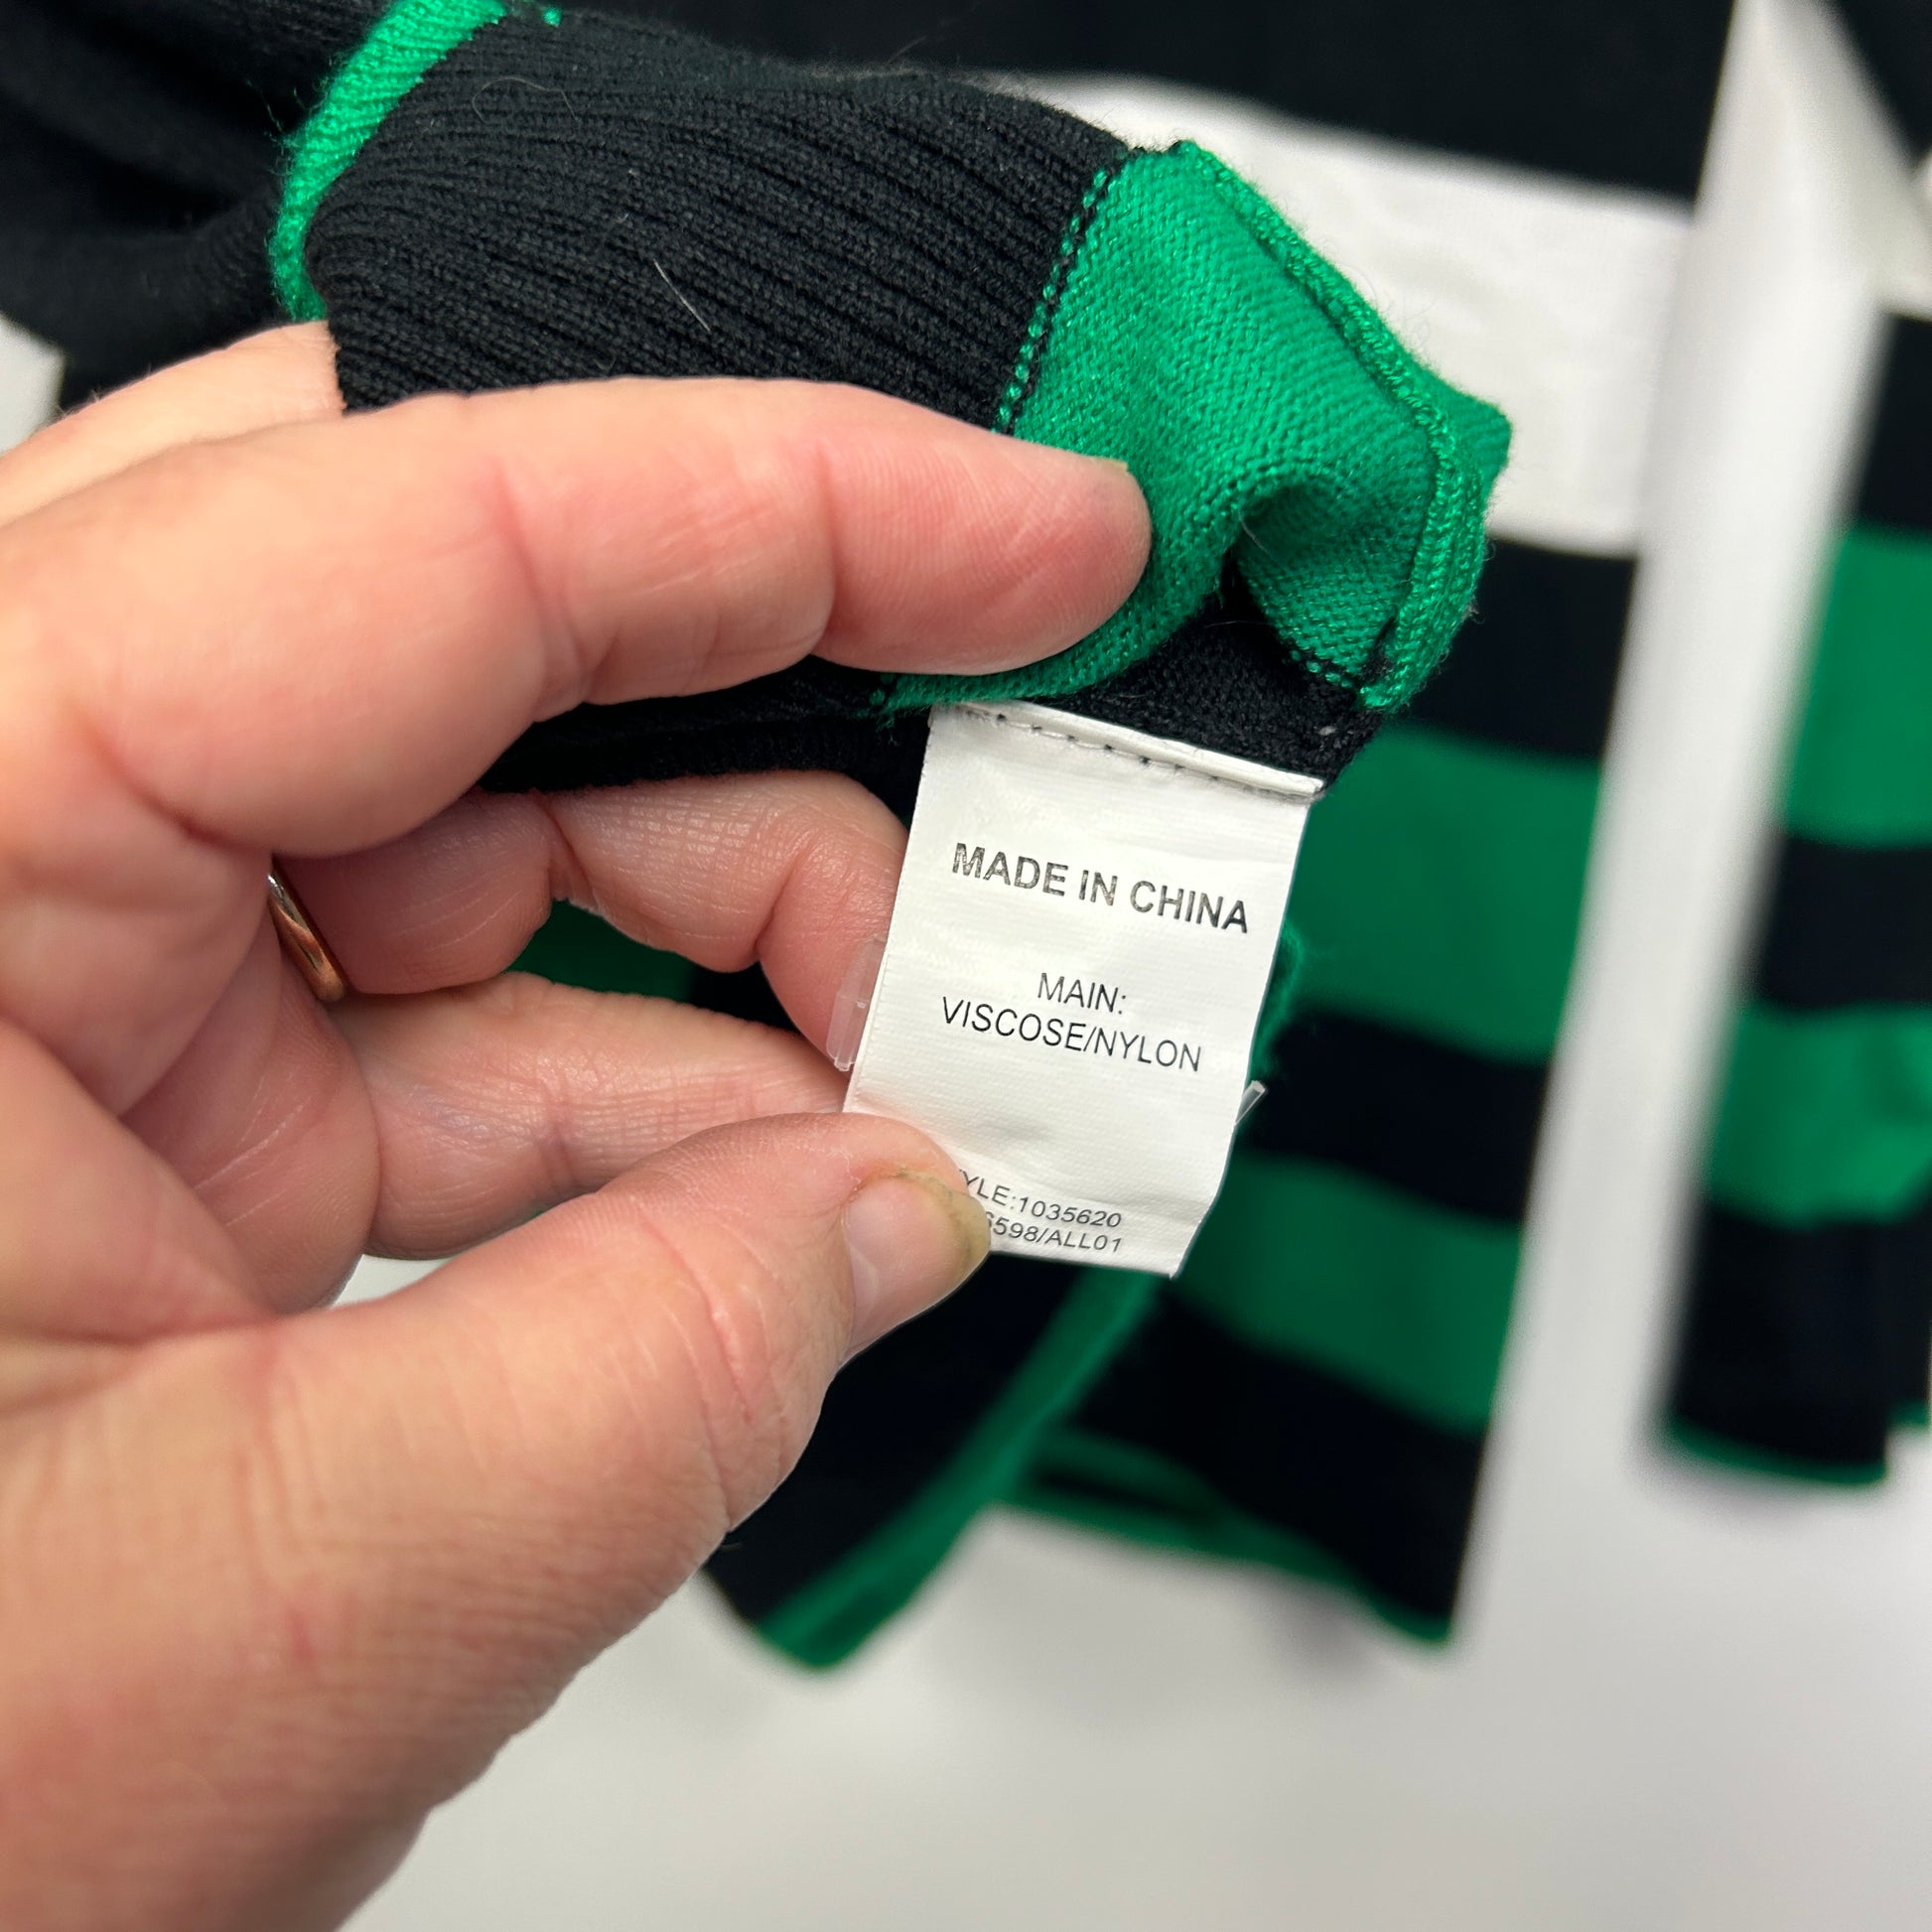 MADE IN CHINA
MAIN:
VISCOSE/NYLON
YLE:1035620
598/ALL01